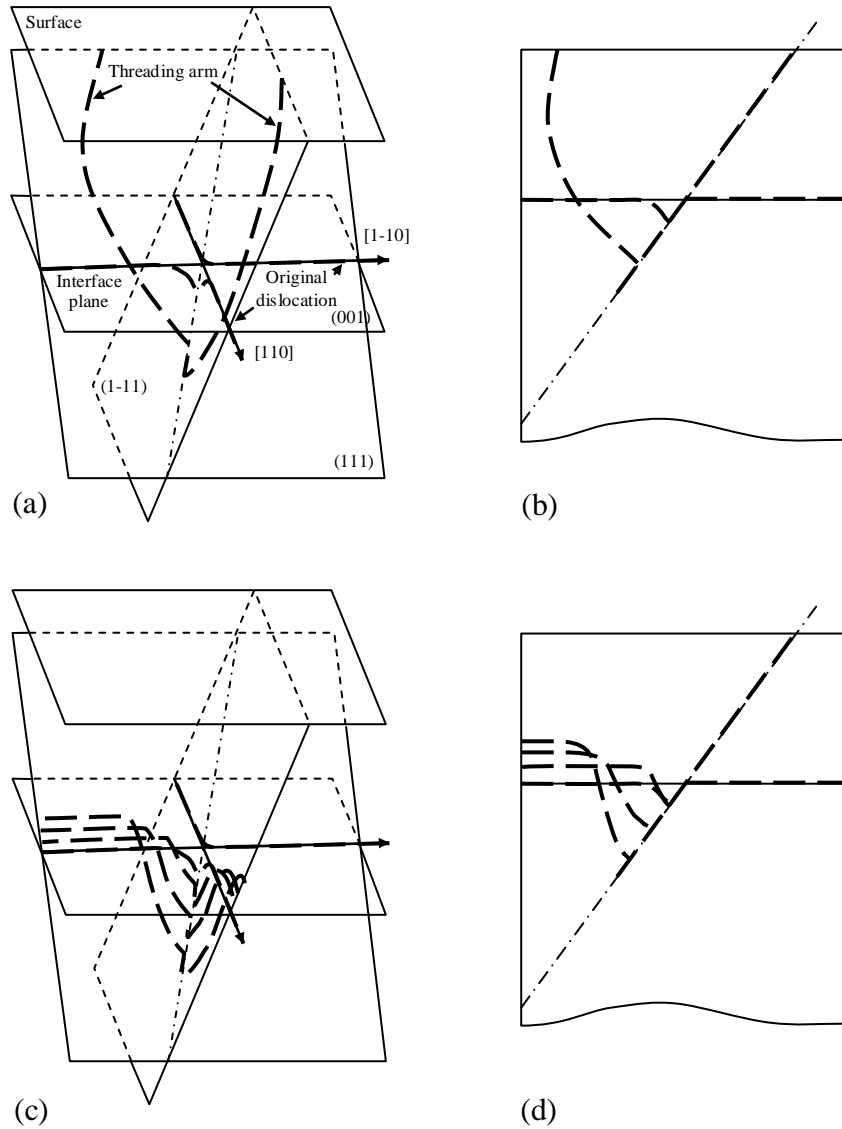 Surface
Threading arm
[1-10]
Interface
plane
Original
dislocation
(001)
[110]
(1-11)
(111)
(a)
(b)
(c)
(d)